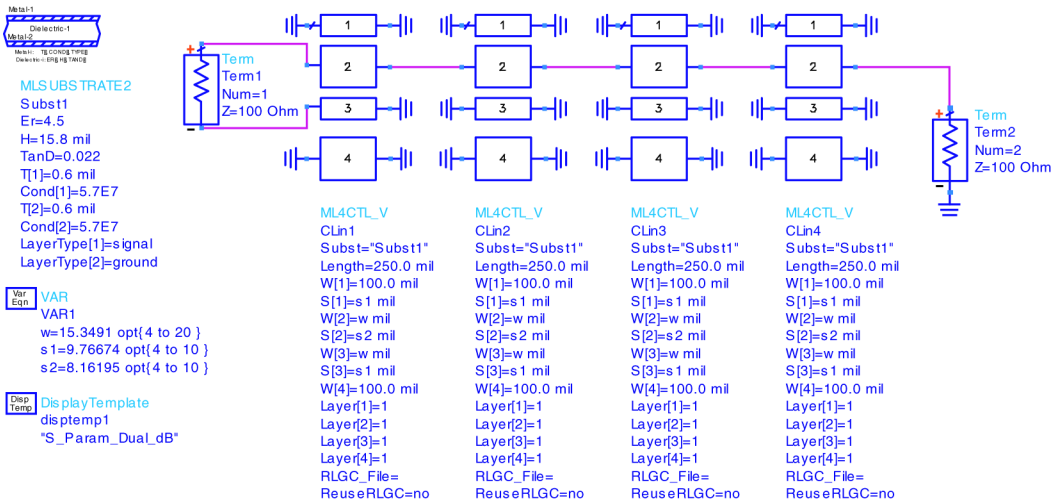 Metal-1
Dielectric-1
Metal-2
Metal-i: T[i] COND[i] TYPE[i]
Dielectric-i: ER[i] H[i] TAND[i]
MLSUBSTRATE2
Subst1
Er=4.5
H=15.8 mil
TanD=0.022
T[1]=0.6 mil
Cond[1]=5.7E7
T[2]=0.6 mil
Cond[2]=5.7E7
LayerType[1]=signal
LayerType[2]=ground
Var
Eqn
VAR
VAR1
w=15.3491 opt{ 4 to 20 }
s1=9.76674 opt{ 4 to 10 }
s2=8.16195 opt{ 4 to 10 }
Disp
Temp
DisplayTemplate
disptemp1
"S_Param_Dual_dB"
+
-
Term
Term1
Num=1
Z=100 Ohm
1
2
3
4
ML4CTL_V
CLin1
Subst="Subst1"
Length=250.0 mil
W[1]=100.0 mil
S[1]=s1 mil
W[2]=w mil
S[2]=s2 mil
W[3]=w mil
S[3]=s1 mil
W[4]=100.0 mil
Layer[1]=1
Layer[2]=1
Layer[3]=1
Layer[4]=1
RLGC_File=
ReuseRLGC=no
1
2
3
4
ML4CTL_V
CLin2
Subst="Subst1"
Length=250.0 mil
W[1]=100.0 mil
S[1]=s1 mil
W[2]=w mil
S[2]=s2 mil
W[3]=w mil
S[3]=s1 mil
W[4]=100.0 mil
Layer[1]=1
Layer[2]=1
Layer[3]=1
Layer[4]=1
RLGC_File=
ReuseRLGC=no
1
2
3
4
ML4CTL_V
CLin3
Subst="Subst1"
Length=250.0 mil
W[1]=100.0 mil
S[1]=s1 mil
W[2]=w mil
S[2]=s2 mil
W[3]=w mil
S[3]=s1 mil
W[4]=100.0 mil
Layer[1]=1
Layer[2]=1
Layer[3]=1
Layer[4]=1
RLGC_File=
ReuseRLGC=no
1
2
3
4
ML4CTL_V
CLin4
Subst="Subst1"
Length=250.0 mil
W[1]=100.0 mil
S[1]=s1 mil
W[2]=w mil
S[2]=s2 mil
W[3]=w mil
S[3]=s1 mil
W[4]=100.0 mil
Layer[1]=1
Layer[2]=1
Layer[3]=1
Layer[4]=1
RLGC_File=
ReuseRLGC=no
+
-
Term
Term2
Num=2
Z=100 Ohm